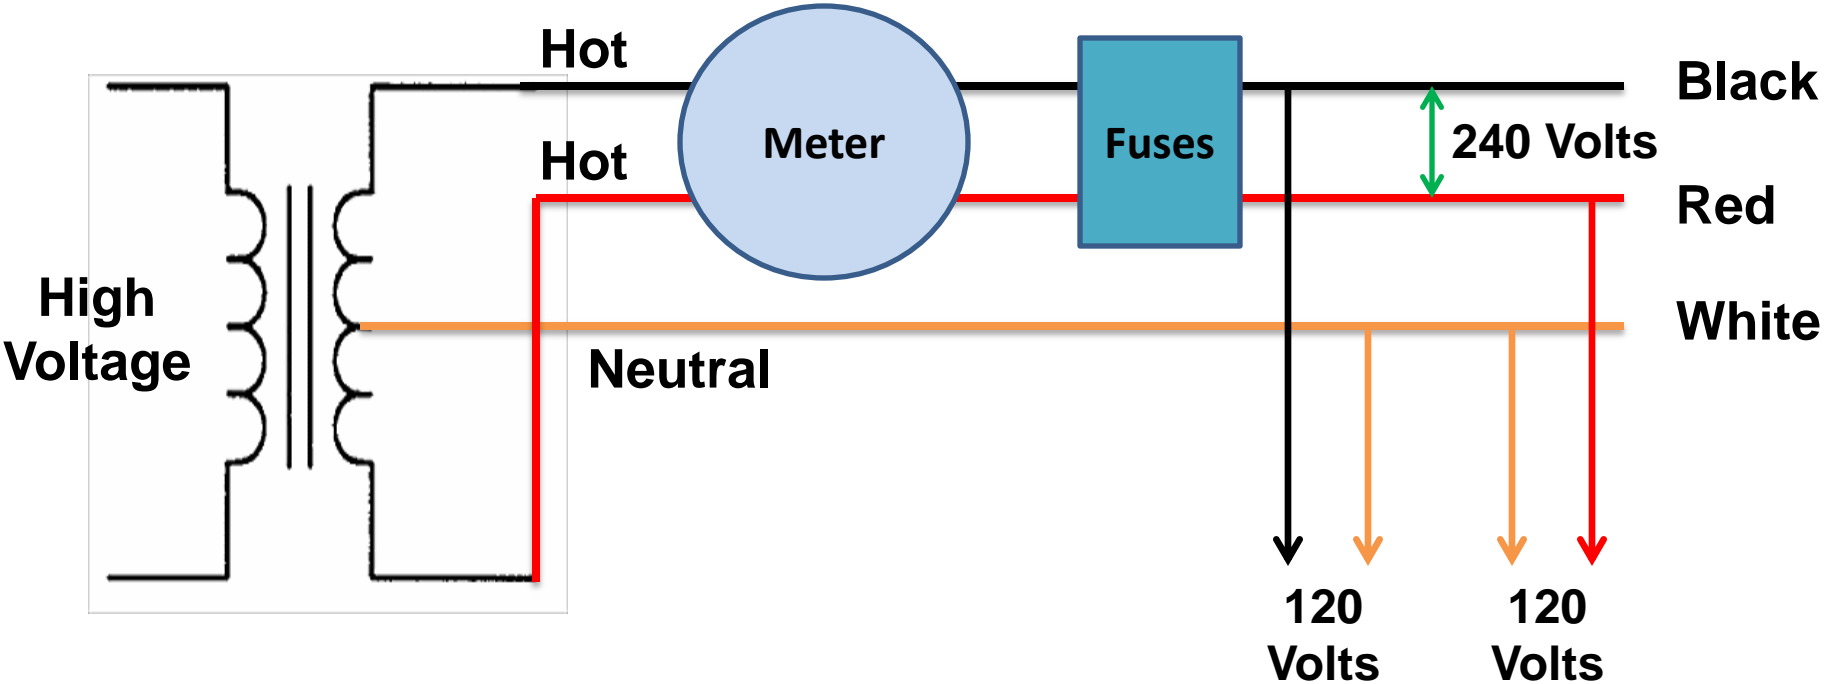 Hot
Black
Meter
Fuses
240 Volts
Hot
Red
High
Voltage
White
Neutral
120
Volts
120
Volts